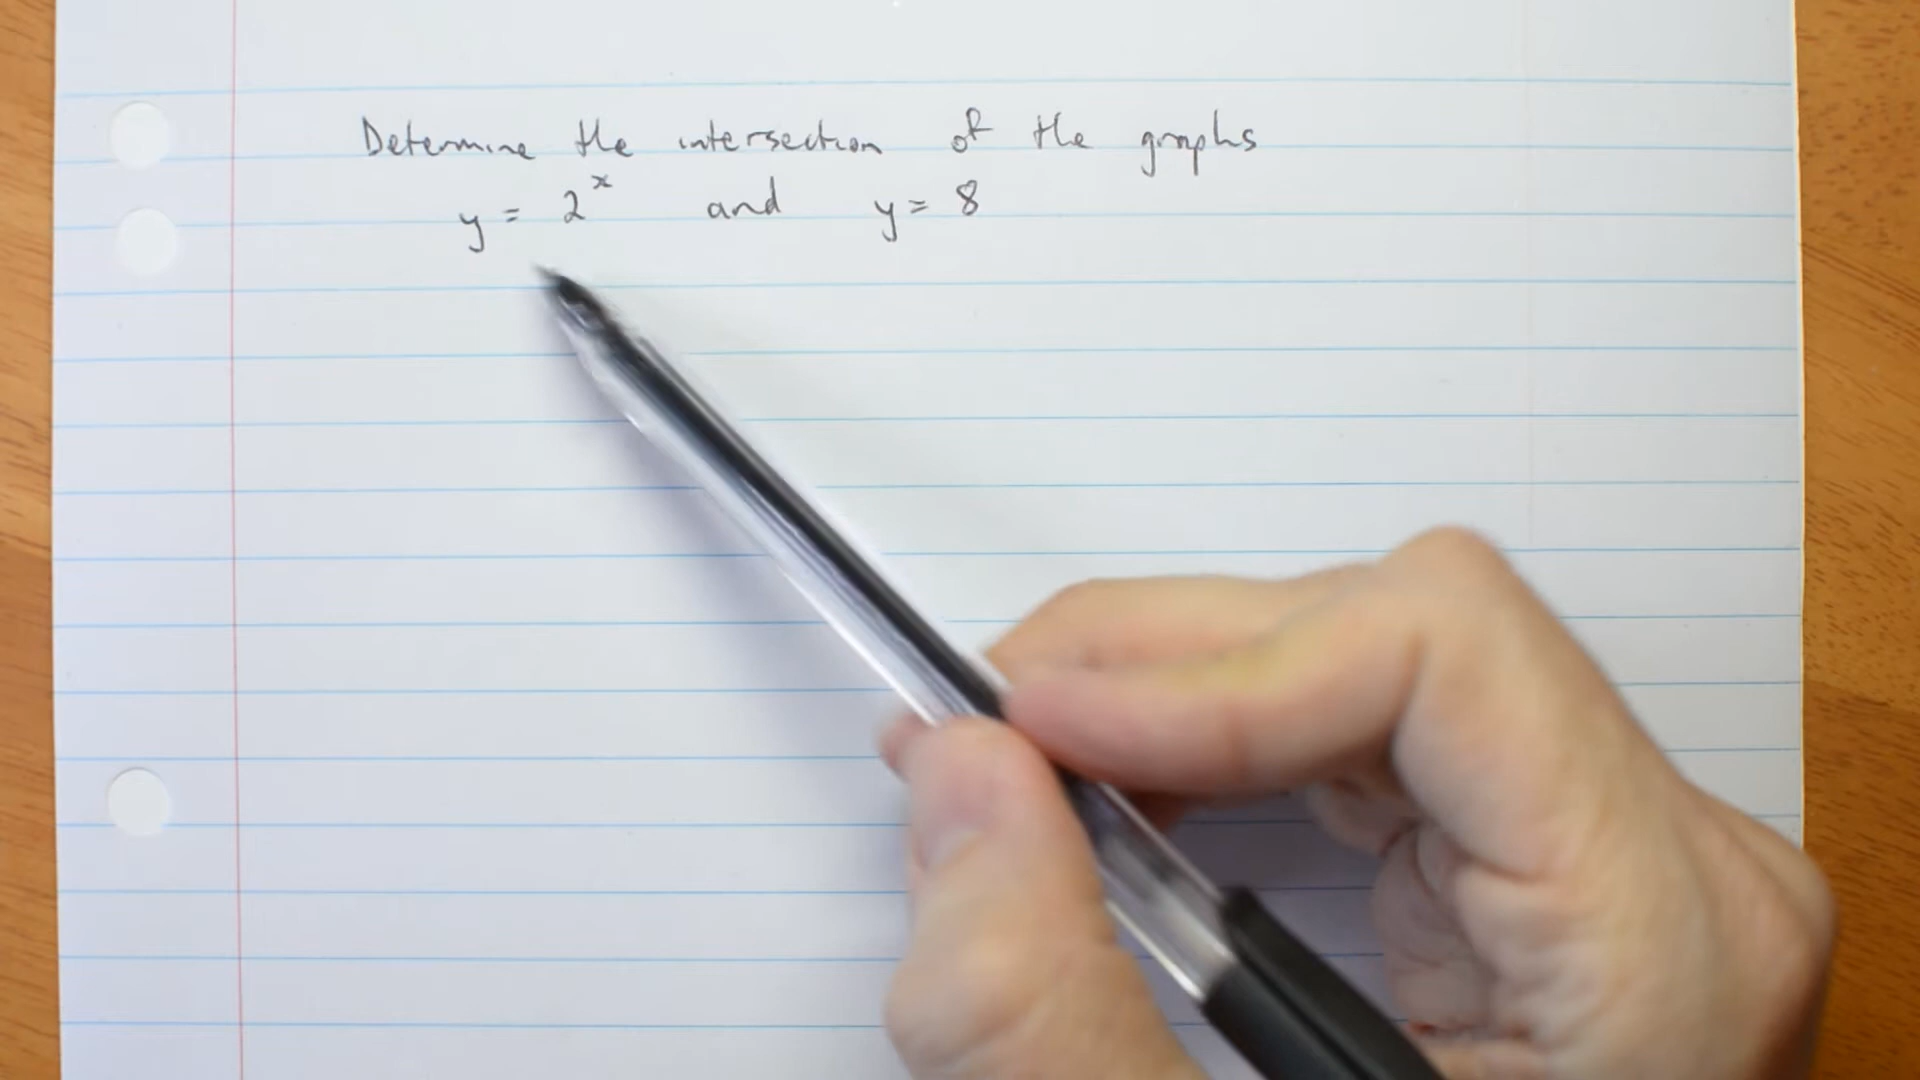 Determine the intersection of the graphs
y = 2^x and y = 8